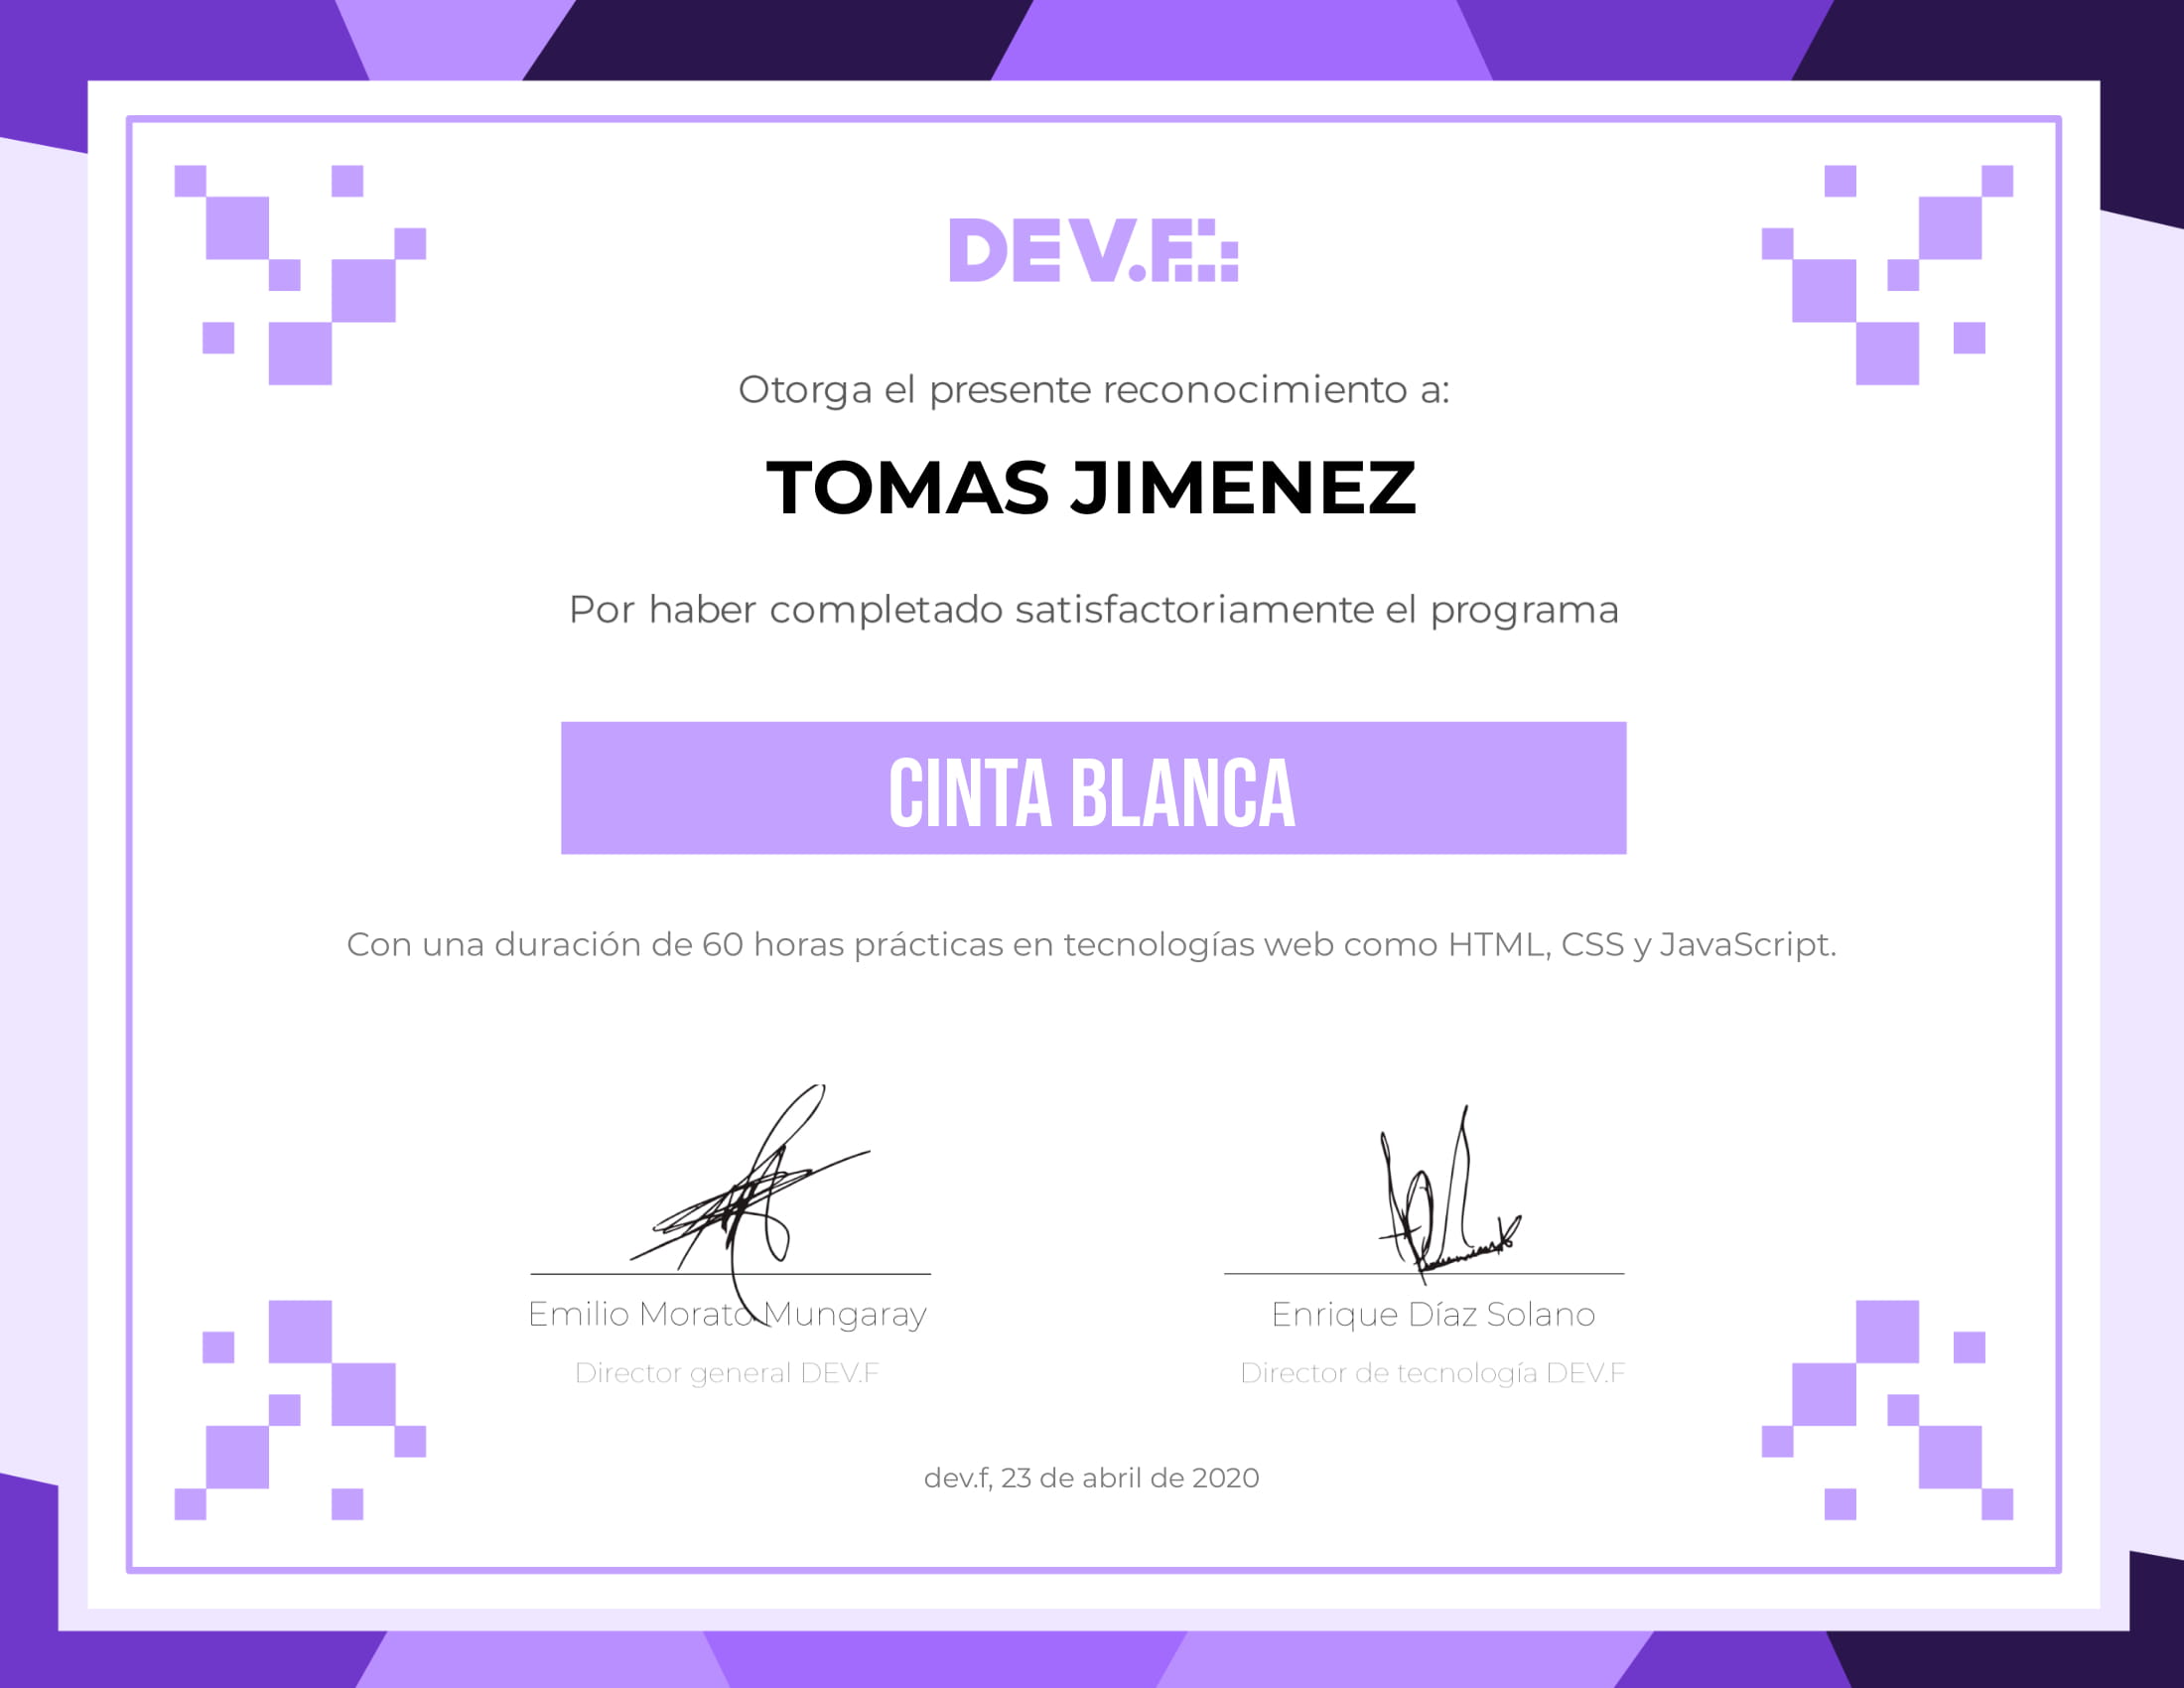 DEV.F
Otorga el presente reconocimiento a:
TOMAS JIMENEZ
Por haber completado satisfactoriamente el programa
CINTA BLANCA
Con una duración de 60 horas prácticas en tecnologías web como HTML, CSS y JavaScript.
Emilio Morato Mungaray
Director general DEV.F
Enrique Díaz Solano
Director de tecnología DEV.F
dev.f, 23 de abril de 2020